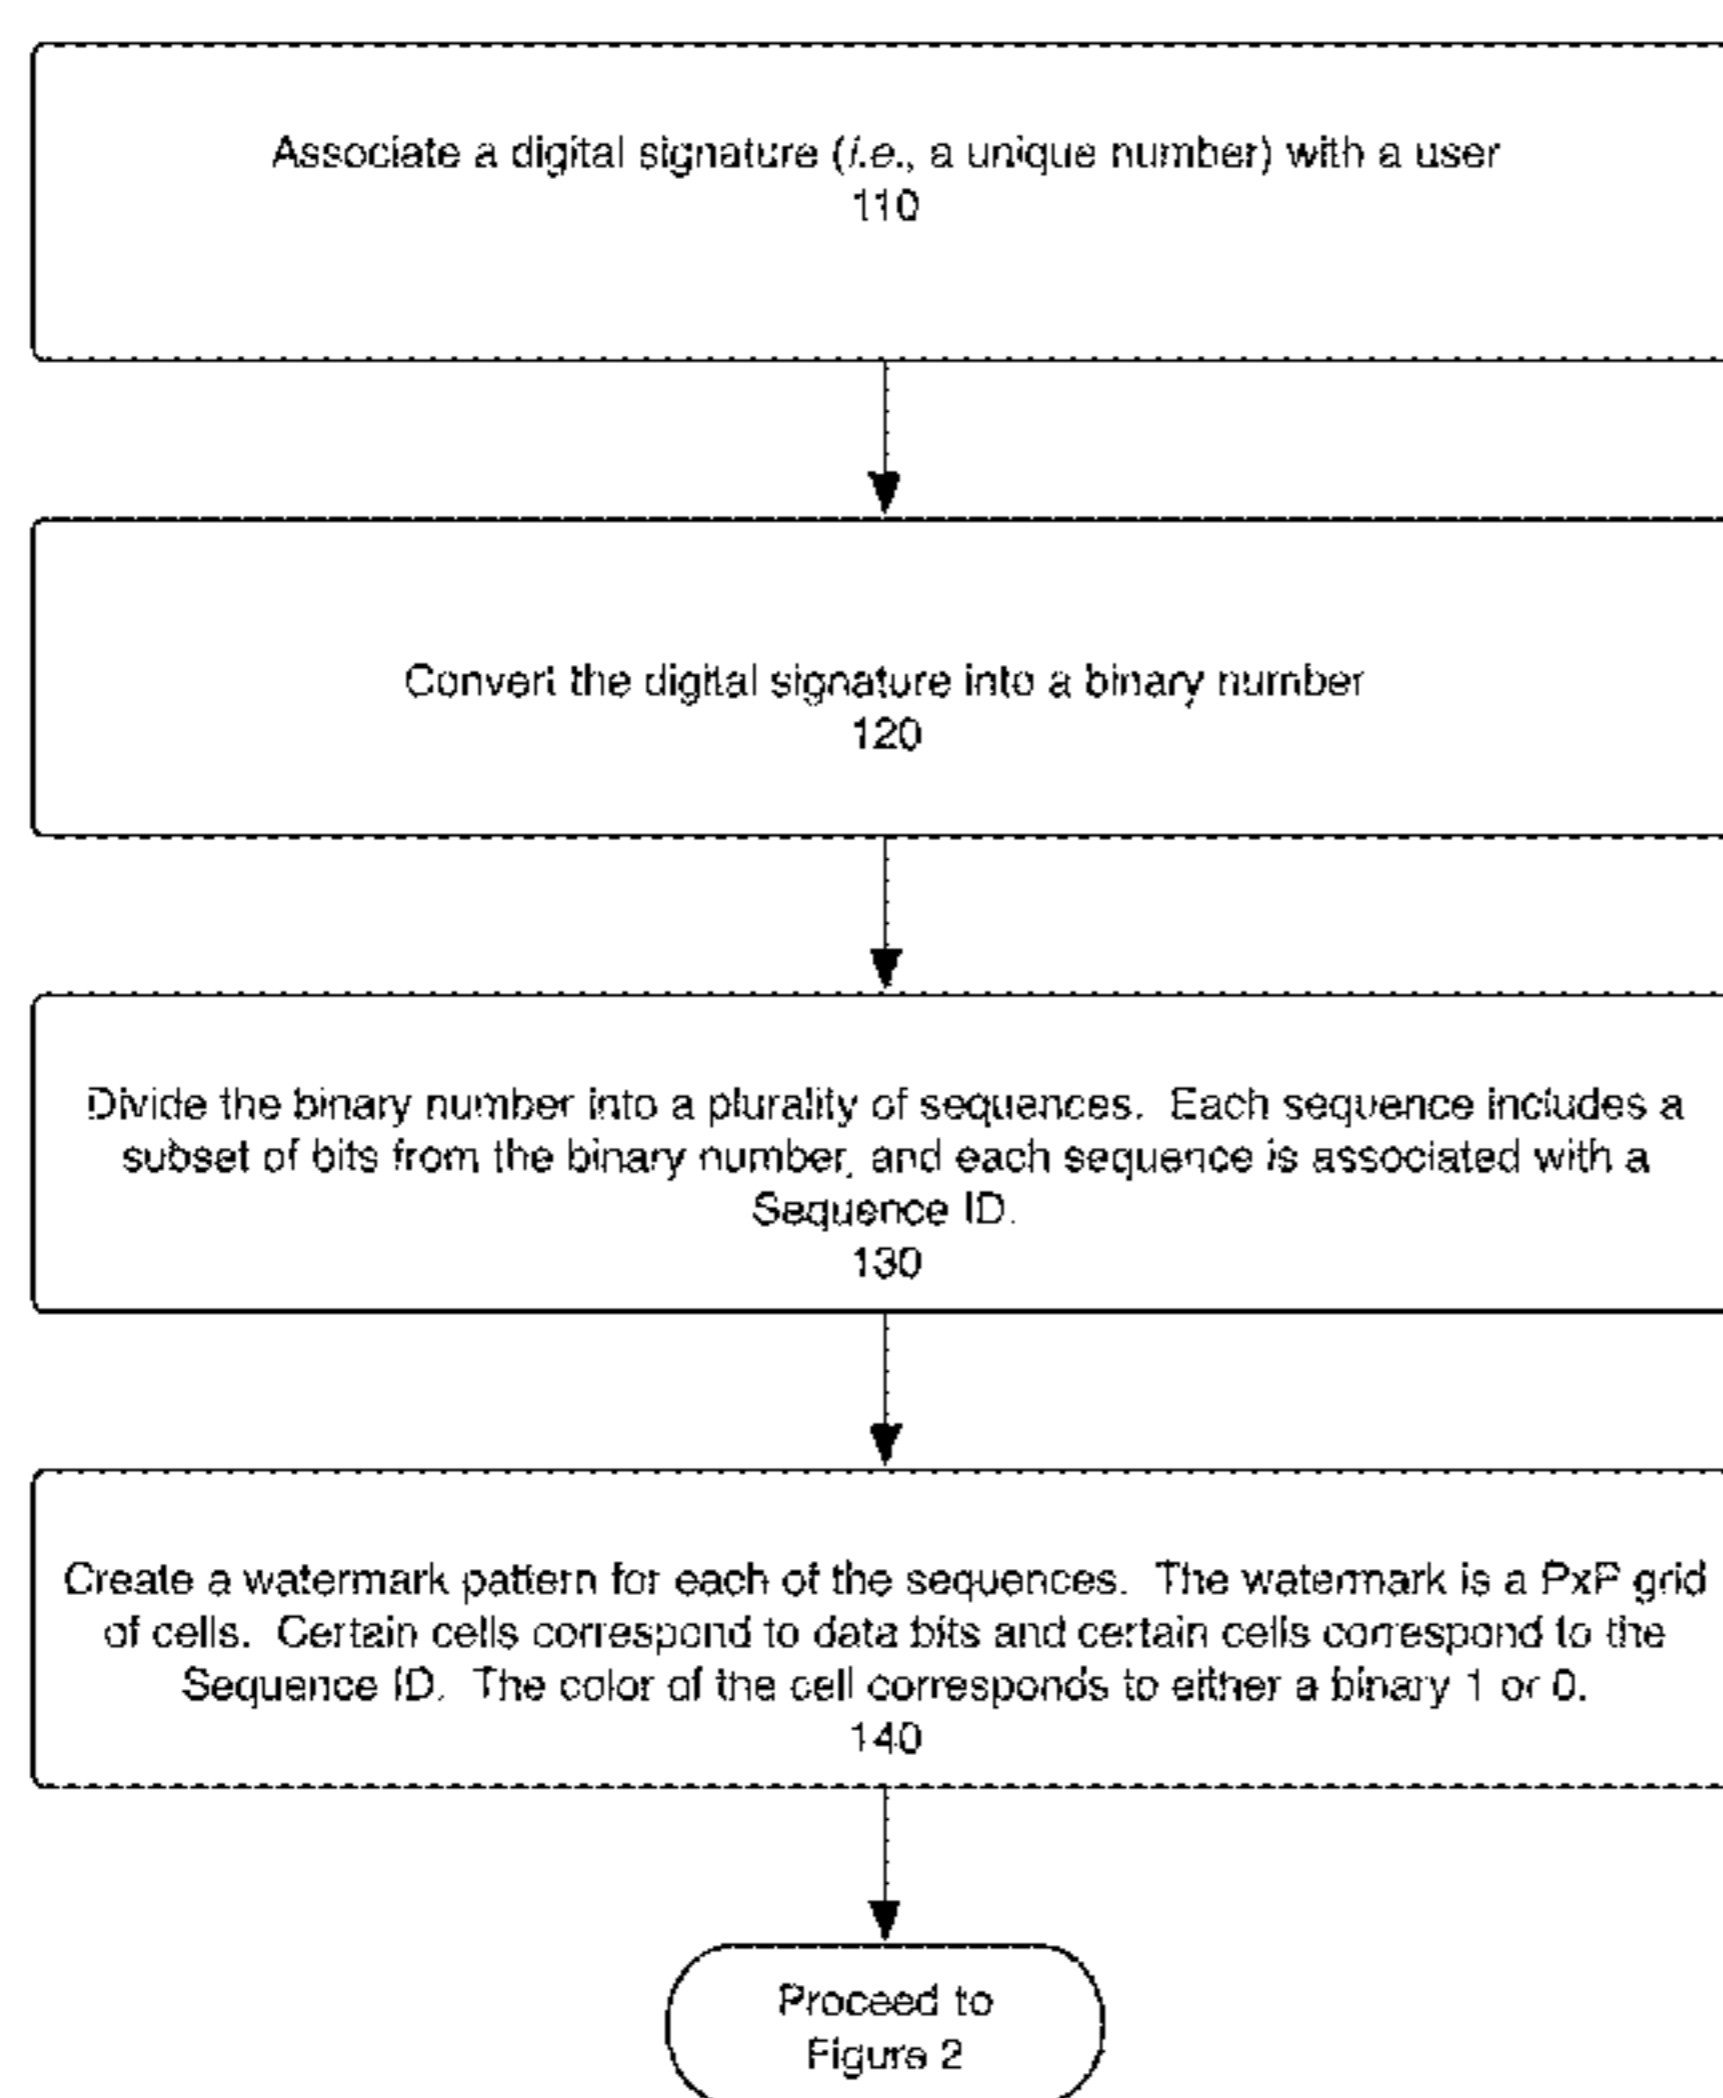 Associate a digital signature (i.e., a unique number) with a user
110
Convert the digital signature into a binary number
120
Divide the binary number into a plurality of sequences. Each sequence includes a
subset of bits from the binary number, and each sequence is associated with a
Sequence ID.
130
Create a watermark pattern for each of the sequences. The watermark is a PxP grid
of cells. Certain cells correspond to data bits and certain cells correspond to the
Sequence ID. The color of the cell corresponds to either a binary 1 or 0.
140
Proceed to
Figure 2